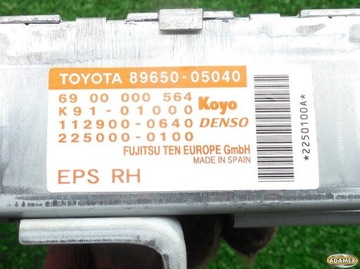 TOYOTA 89650-05040
69 00 000 564
K91-01000 Koyo
112900-0640 DENSO
225000-0100
FUJITSU TEN EUROPE GmbH
MADE IN SPAIN
EPS RH
*2250100A*
ADAMEX